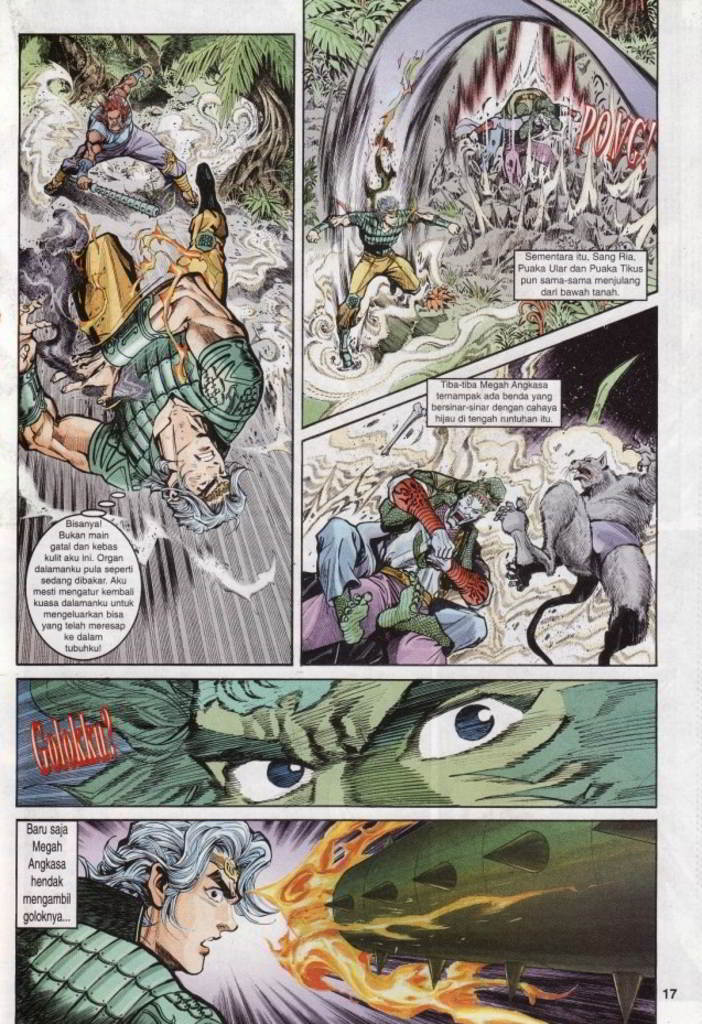 Bisanya!
Bukan main
gatal dan kebas
kulit aku ini. Organ
dalamanku pula seperti
sedang dibakar. Aku
mesti mengatur kembali
kuasa dalamanku untuk
mengeluarkan bisa
yang telah meresap
ke dalam
tubuhku!
PONG!
Sementara itu, Sang Ria,
Puaka Ular dan Puaka Tikus
pun sama-sama menjulang
dari bawah tanah.
Tiba-tiba Megah Angkasa
ternampak ada benda yang
bersinar-sinar dengan cahaya
hijau di tengah runtuhan itu.
Golokku!
Baru saja
Megah
Angkasa
hendak
mengambil
goloknya...
17